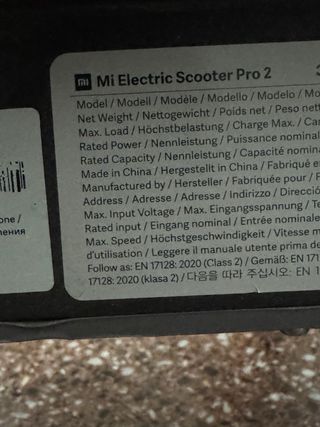 mi Mi Electric Scooter Pro 2
Model / Modell / Modèle / Modello / Modelo /
Net Weight / Nettogewicht / Poids net / Peso nett
Max. Load / Höchstbelastung / Charge Max. / Ca
Rated Power / Nennleistung / Puissance nominal
Rated Capacity / Nennleistung / Capacité nomina
Made in China / Hergestellt in China / Fabriqué e
Manufactured by / Hersteller / Fabriquée pour / F
Address / Adresse / Adresse / Indirizzo / Direcció
Max. Input Voltage / Max. Eingangsspannung / Te
Rated input / Eingang nominal / Entrée nominale
Max. Speed / Höchstgeschwindigkeit / Vitesse m
d'utilisation / Leggere il manuale utente prima de
Follow as: EN 17128: 2020 (Class 2) / Gemäß: EN 17
17128: 2020 (klasa 2) / 다음을 따라 주십시오: EN 1
one /
ения